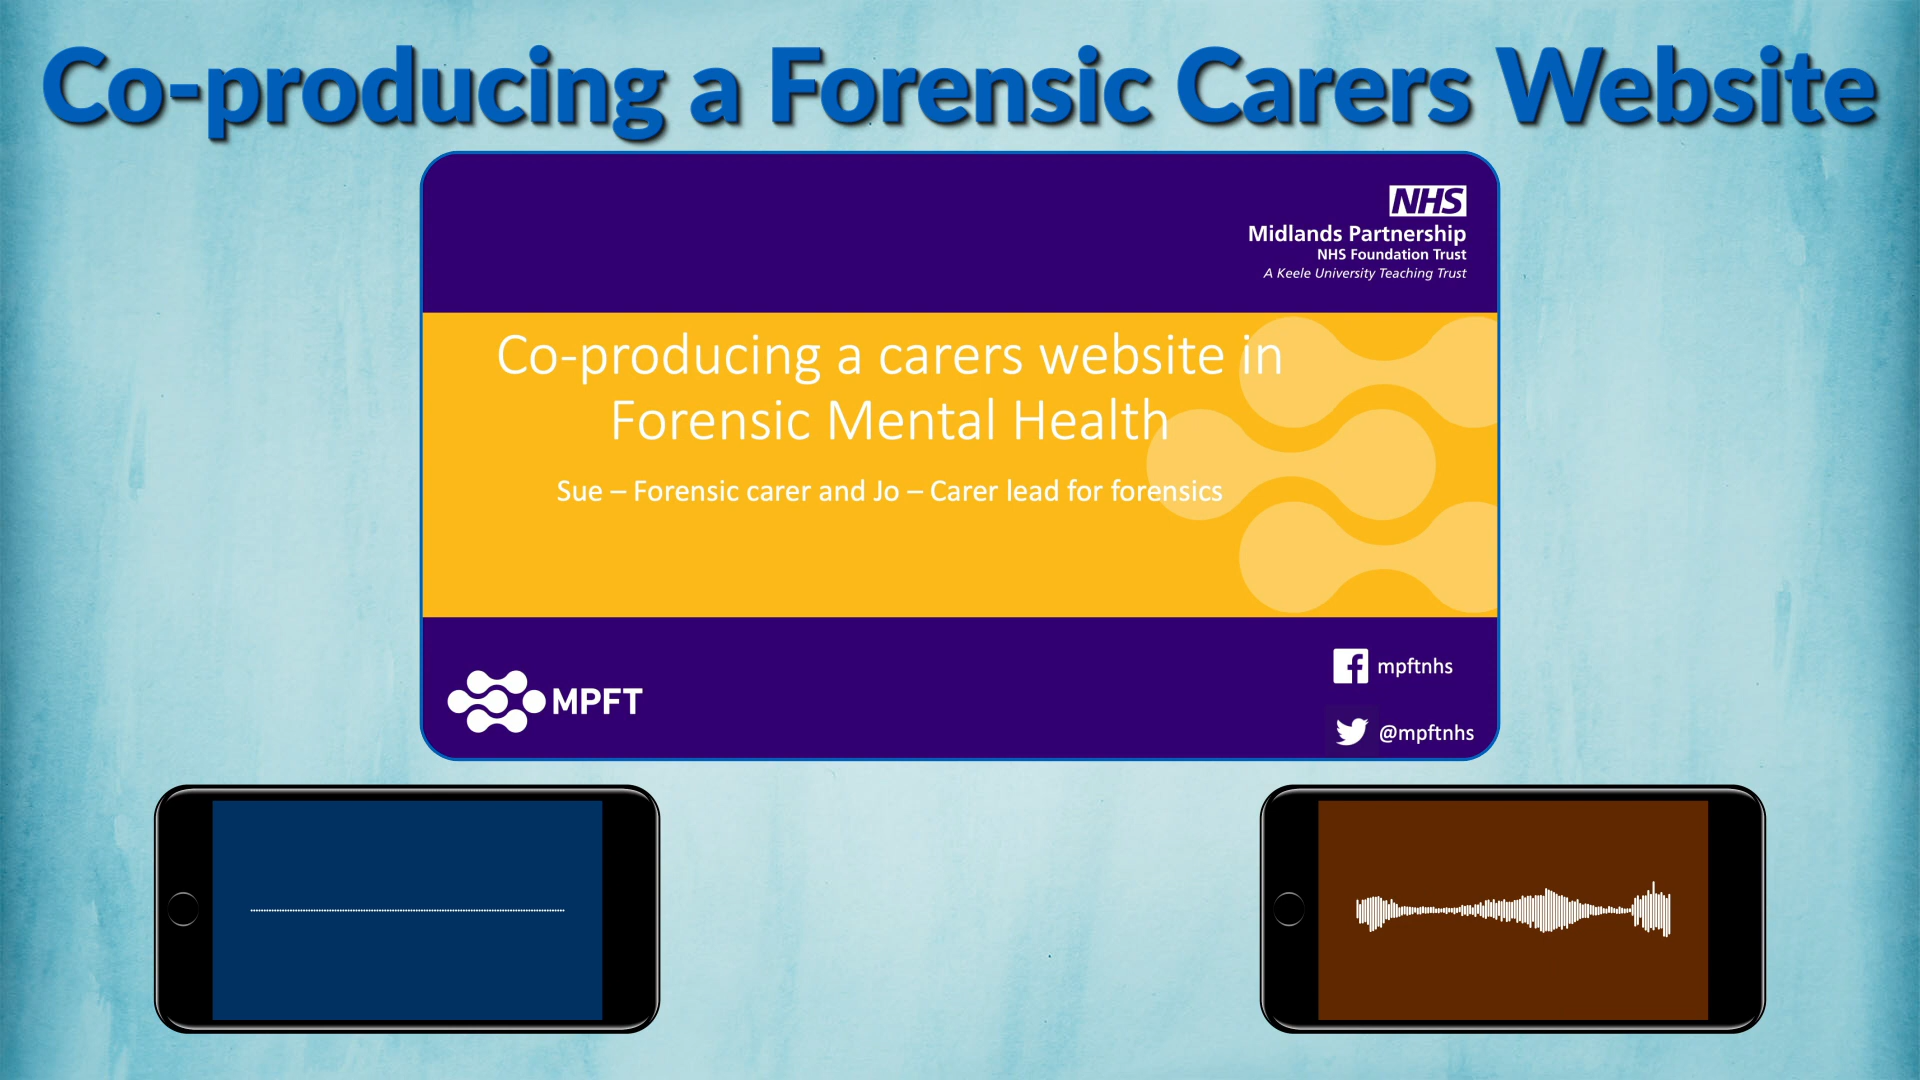 Co-producing a Forensic Carers Website
NHS
Midlands Partnership
NHS Foundation Trust
A Keele University Teaching Trust
Co-producing a carers website in
Forensic Mental Health
Sue – Forensic carer and Jo – Carer lead for forensics
MPFT
mpftnhs
@mpftnhs